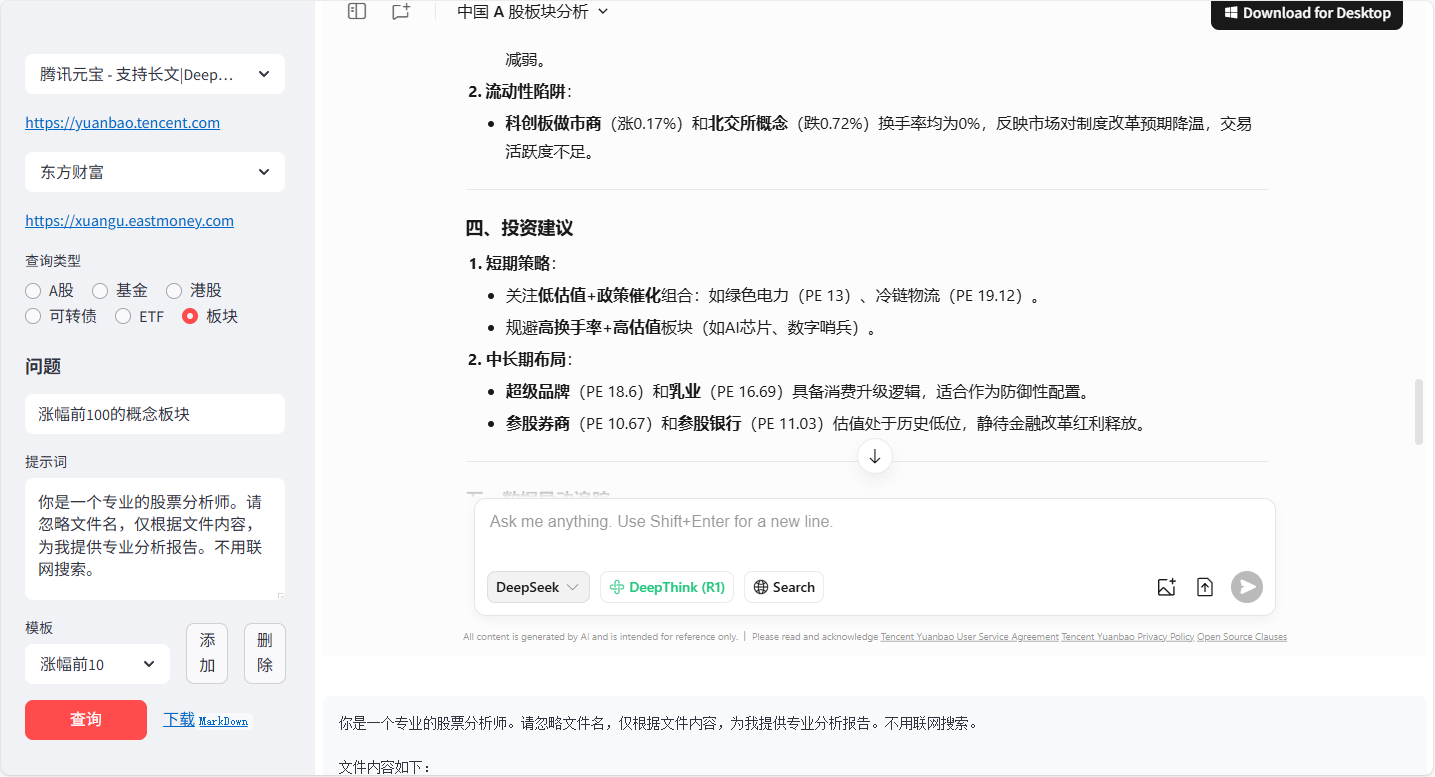 腾讯元宝 - 支持长文|Deep...
https://yuanbao.tencent.com
东方财富
https://xuangu.eastmoney.com
查询类型
A股 基金 港股
可转债 ETF 板块
问题
涨幅前100的概念板块
提示词
你是一个专业的股票分析师。请
忽略文件名，仅根据文件内容，
为我提供专业分析报告。不用联
网搜索。
模板
涨幅前10
添
加
删
除
查询
下载 MarkDown
中国 A 股板块分析
Download for Desktop
减弱。
2. 流动性陷阱：
• 科创板做市商（涨0.17%）和北交所概念（跌0.72%）换手率均为0%，反映市场对制度改革预期降温，交易
活跃度不足。
四、投资建议
1. 短期策略：
• 关注低估值+政策催化组合：如绿色电力（PE 13）、冷链物流（PE 19.12）。
• 规避高换手率+高估值板块（如AI芯片、数字哨兵）。
2. 中长期布局：
• 超级品牌（PE 18.6）和乳业（PE 16.69）具备消费升级逻辑，适合作为防御性配置。
• 参股券商（PE 10.67）和参股银行（PE 11.03）估值处于历史低位，静待金融改革红利释放。
Ask me anything. Use Shift+Enter for a new line.
DeepSeek DeepThink (R1) Search
All content is generated by AI and is intended for reference only. | Please read and acknowledge Tencent Yuanbao User Service Agreement Tencent Yuanbao Privacy Policy Open Source Clauses
你是一个专业的股票分析师。请忽略文件名，仅根据文件内容，为我提供专业分析报告。不用联网搜索。
文件内容如下：